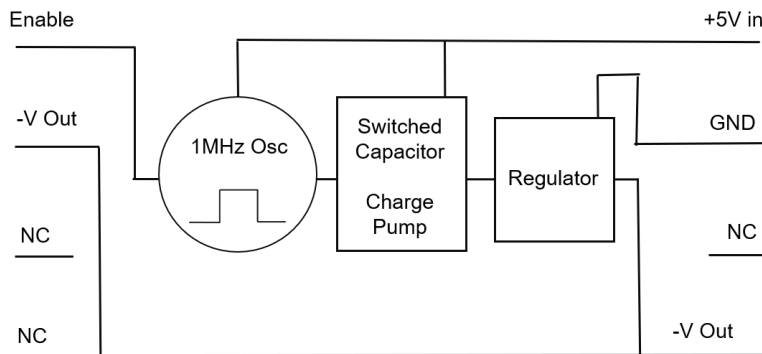 Enable
+5V in
-V Out
1MHz Osc
Switched
Capacitor
Charge
Pump
Regulator
GND
NC
NC
NC
-V Out